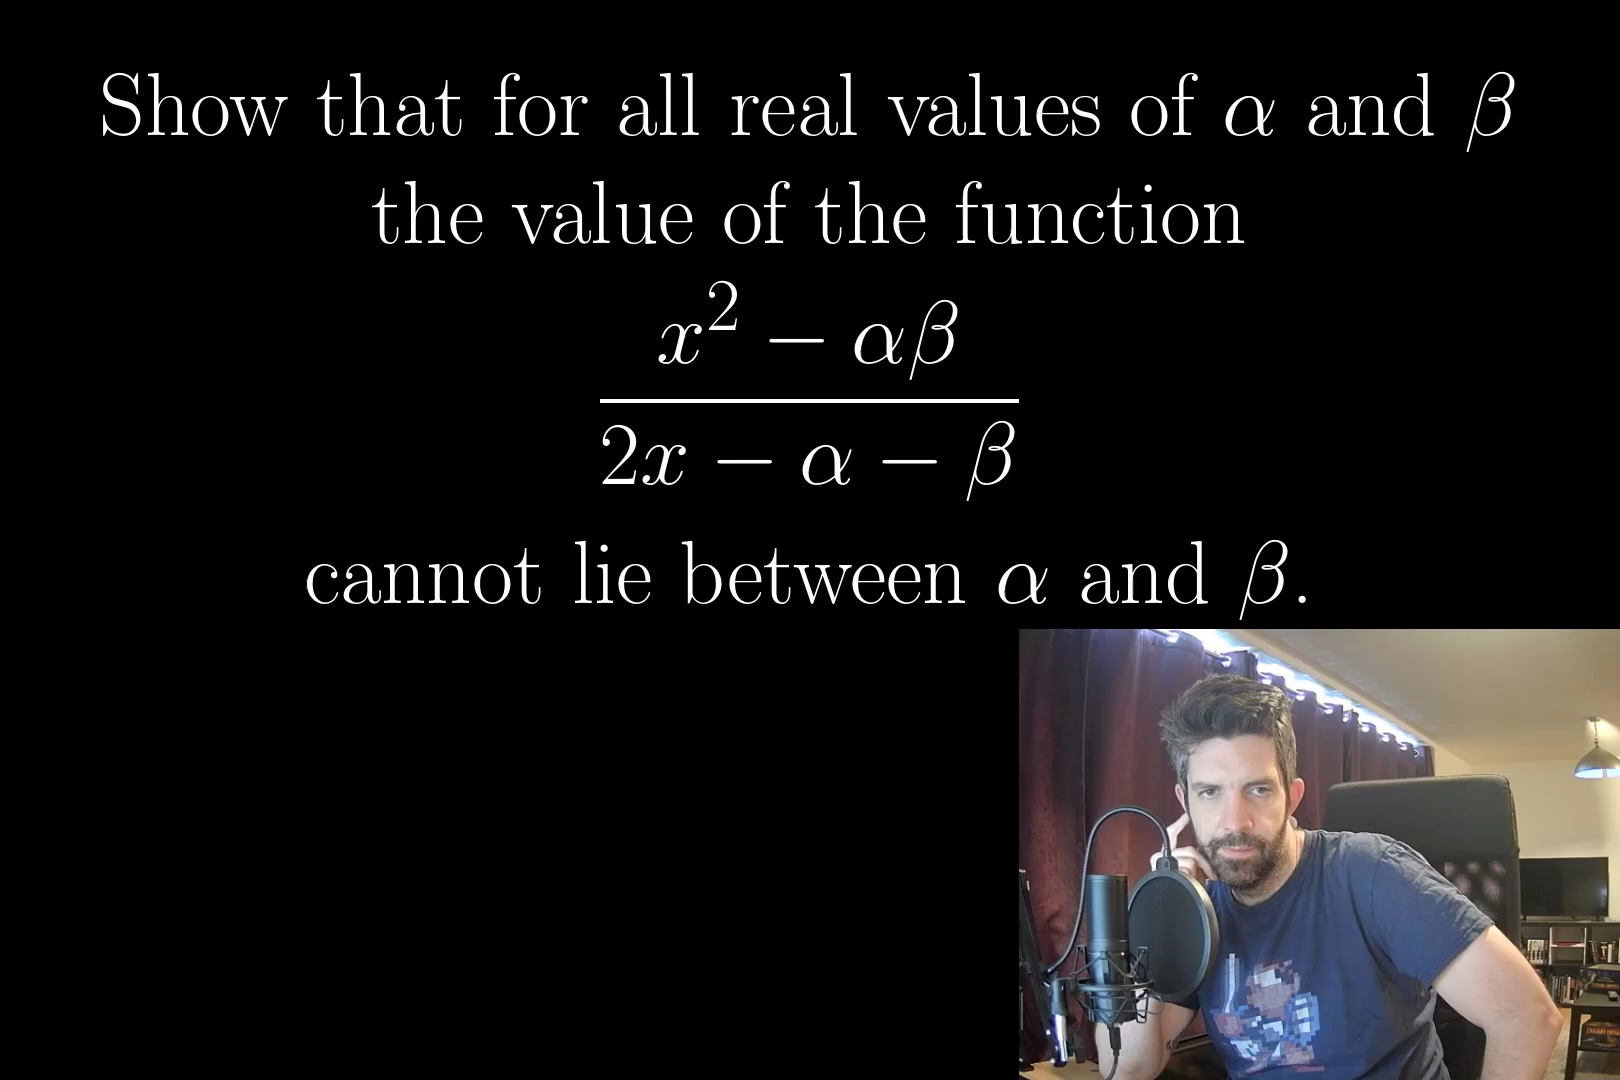 Show that for all real values of α and β
the value of the function
x² − αβ
2x − α − β
cannot lie between α and β.